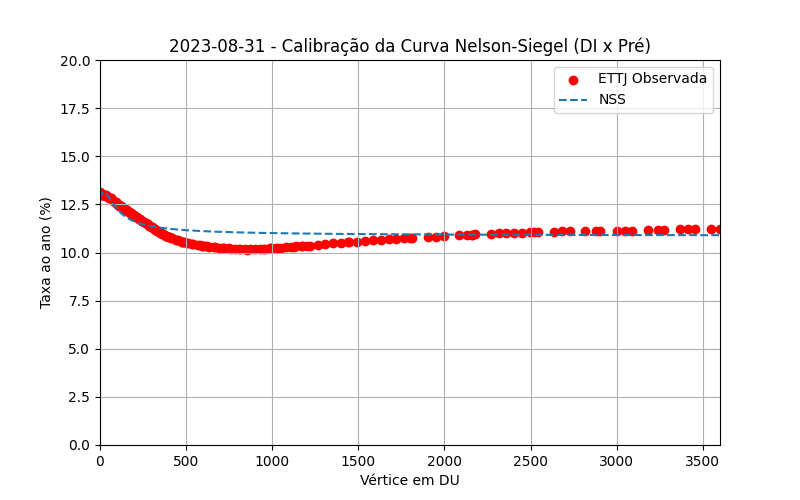 2023-08-31 - Calibração da Curva Nelson-Siegel (DI x Pré)
20.0
17.5
15.0
12.5
10.0
7.5
5.0
2.5
0.0
Taxa ao ano (%)
ETTJ Observada
NSS
0 500 1000 1500 2000 2500 3000 3500
Vértice em DU